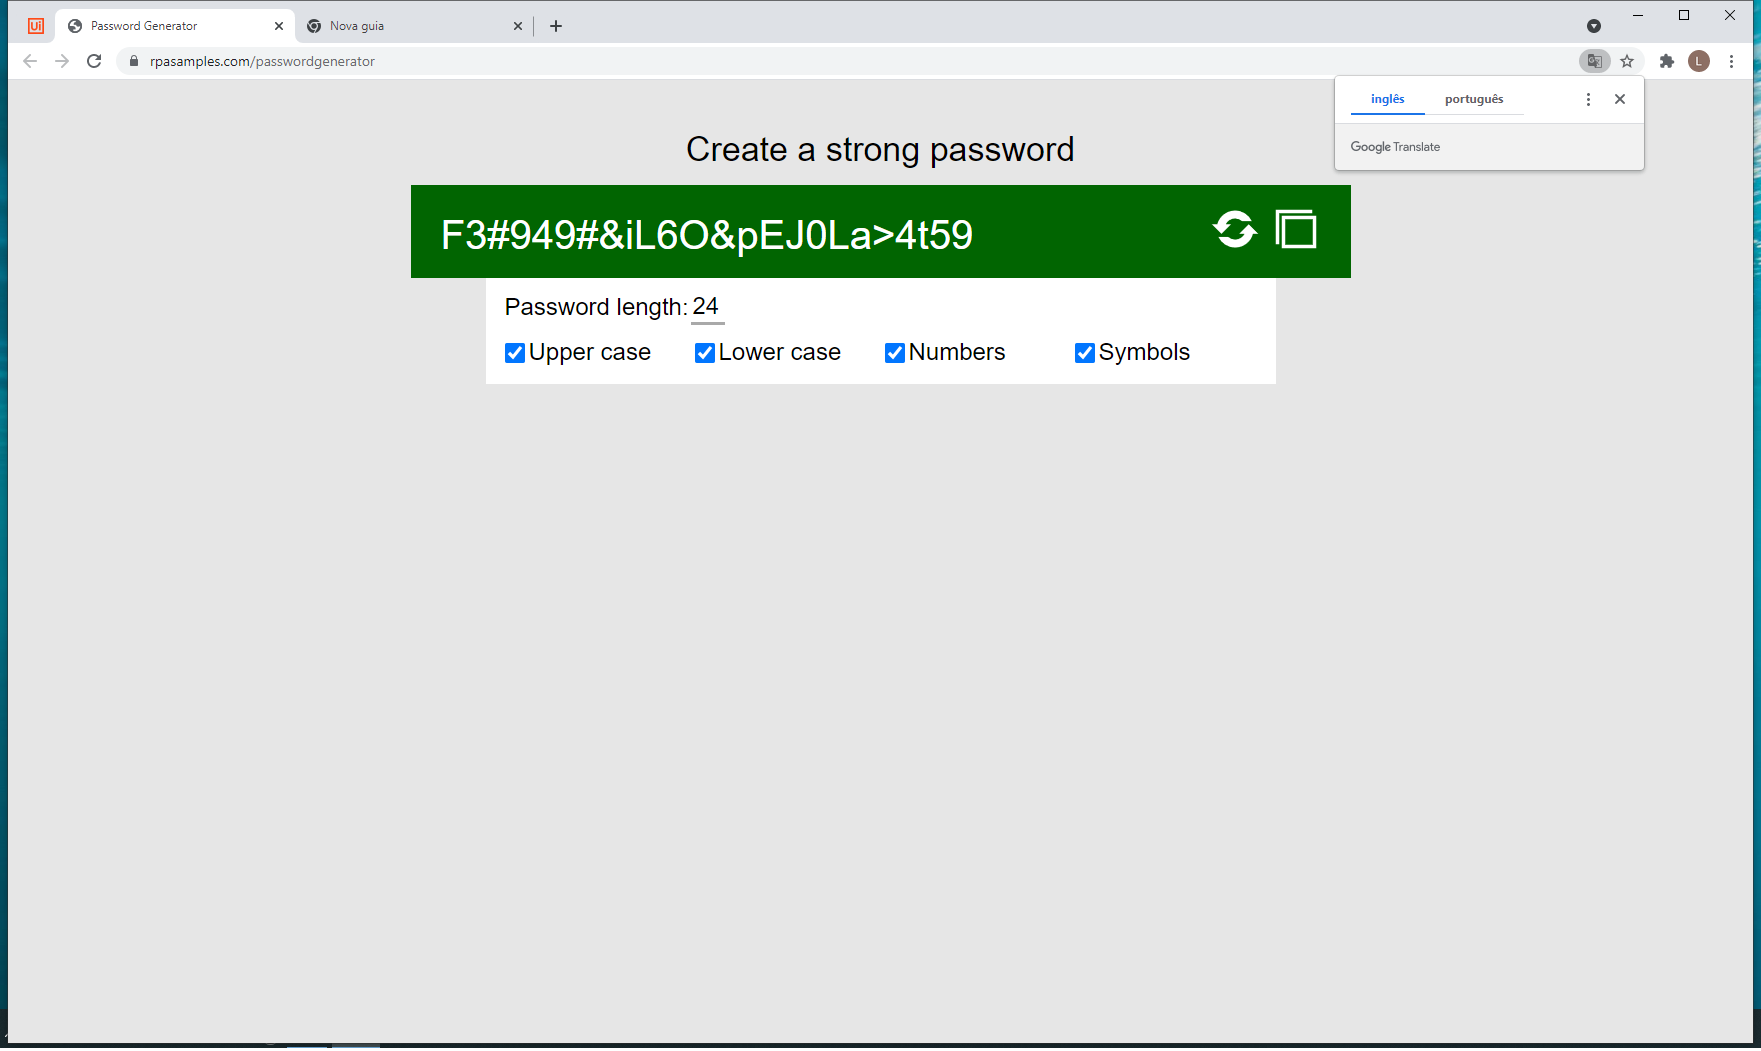 Ui
Password Generator
Nova guia
rpasamples.com/passwordgenerator
L
inglês
português
Google Translate
Create a strong password
F3#949#&iL6O&pEJ0La>4t59
Password length: 24
Upper case
Lower case
Numbers
Symbols